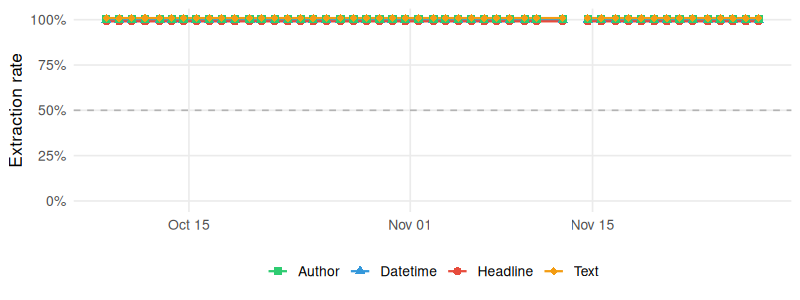 100%
75%
50%
25%
0%
Extraction rate
Oct 15 Nov 01 Nov 15
Author Datetime Headline Text